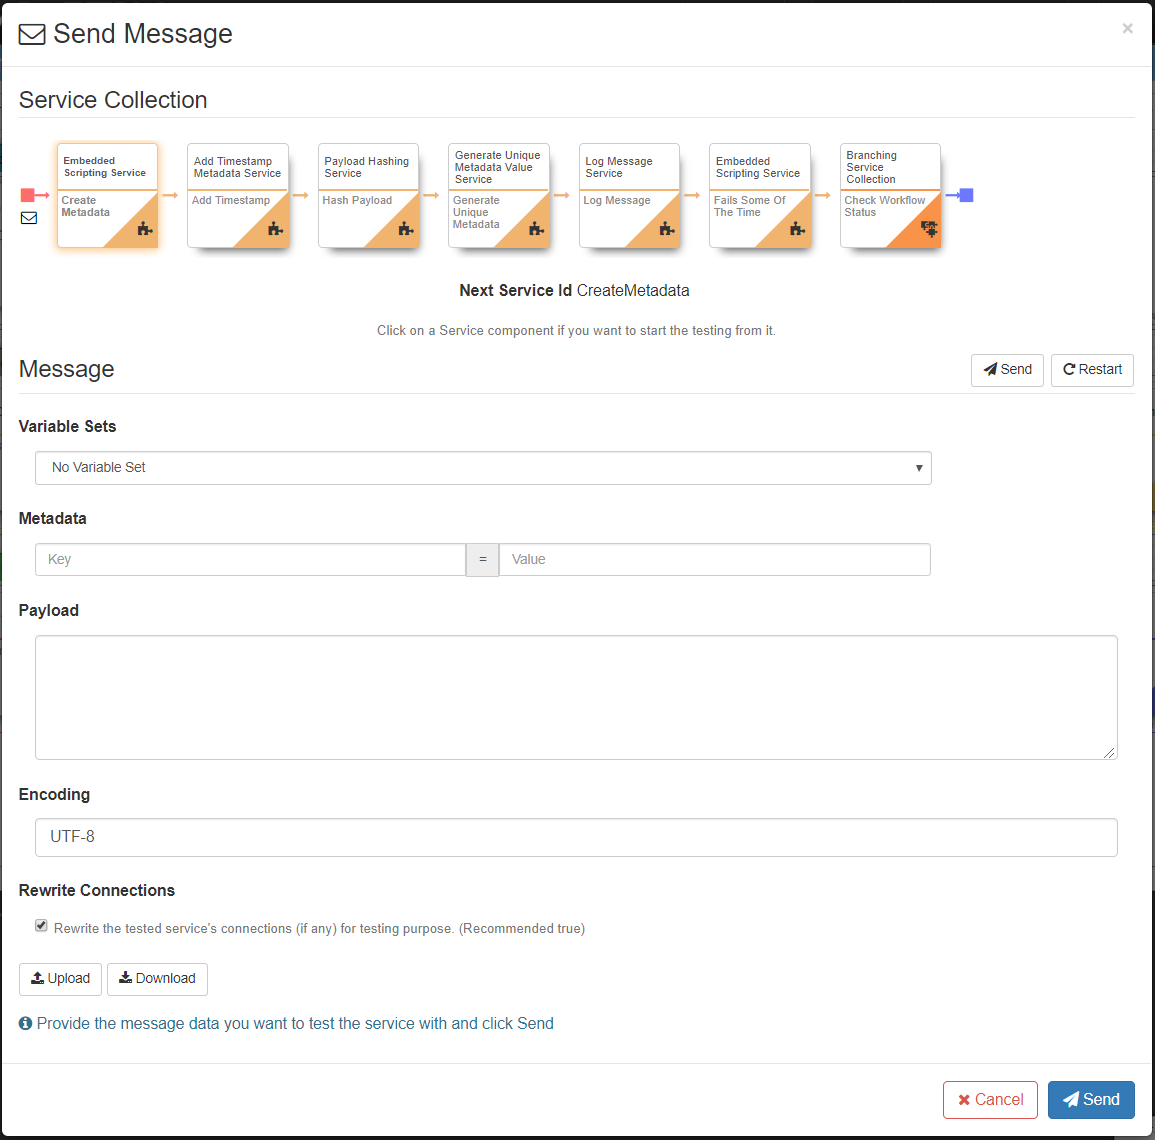 Send Message
×
Service Collection
Embedded
Scripting Service
Create
Metadata
Add Timestamp
Metadata Service
Add Timestamp
Payload Hashing
Service
Hash Payload
Generate Unique
Metadata Value
Service
Generate
Unique
Metadata
Log Message
Service
Log Message
Embedded
Scripting Service
Fails Some Of
The Time
Branching
Service
Collection
Check Workflow
Status
Next Service Id CreateMetadata
Click on a Service component if you want to start the testing from it.
Message
Send
Restart
Variable Sets
No Variable Set
Metadata
Key
=
Value
Payload
Encoding
UTF-8
Rewrite Connections
Rewrite the tested service's connections (if any) for testing purpose. (Recommended true)
Upload
Download
Provide the message data you want to test the service with and click Send
Cancel
Send